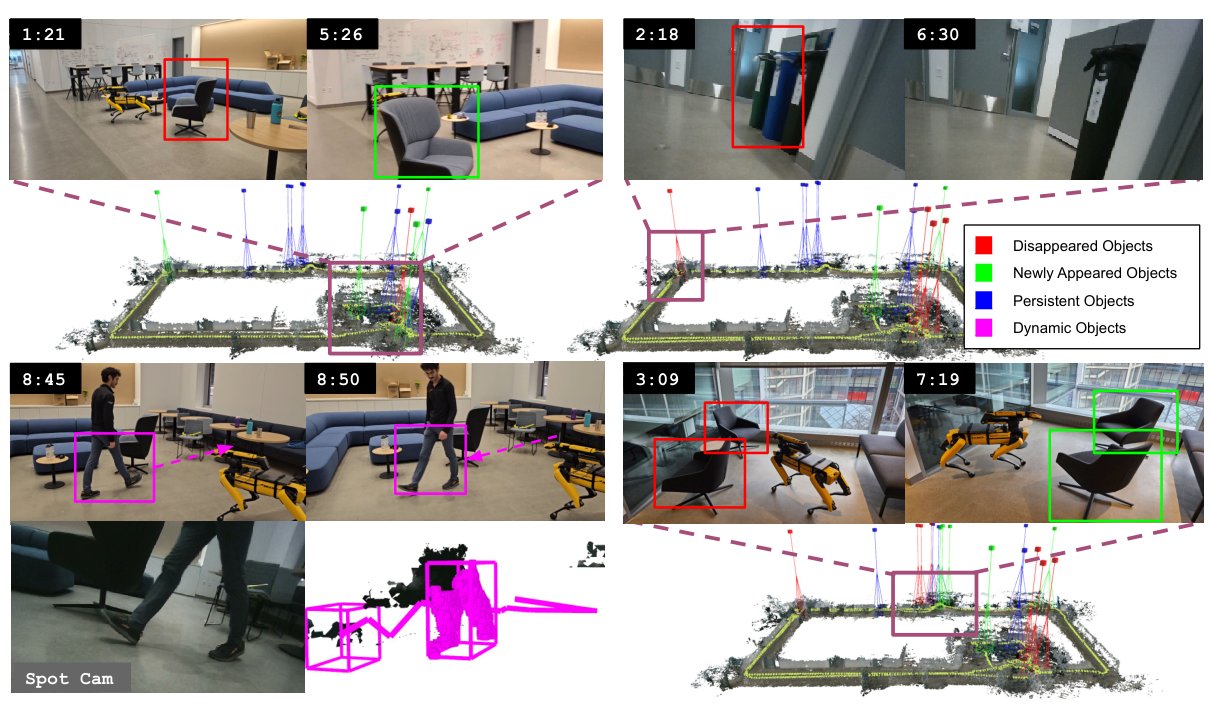 1:21
5:26
2:18
6:30
Disappeared Objects
Newly Appeared Objects
Persistent Objects
Dynamic Objects
8:45
8:50
3:09
7:19
Spot Cam